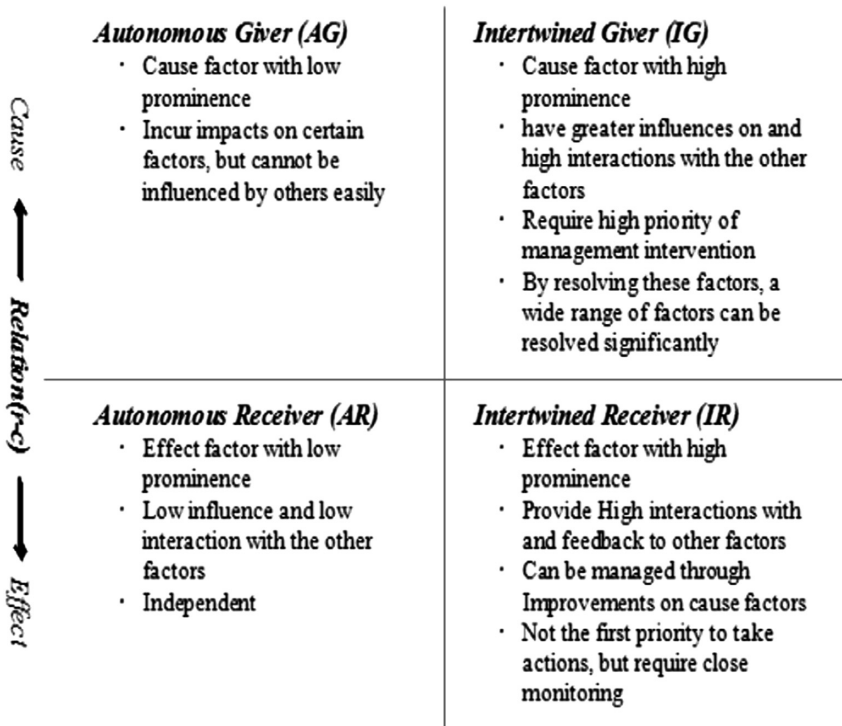 Autonomous Giver (AG)
· Cause factor with low
prominence
· Incur impacts on certain
factors, but cannot be
influenced by others easily
Intertwined Giver (IG)
· Cause factor with high
prominence
· have greater influences on and
high interactions with the other
factors
· Require high priority of
management intervention
· By resolving these factors, a
wide range of factors can be
resolved significantly
Cause
Relation(r-c)
Effect
Autonomous Receiver (AR)
· Effect factor with low
prominence
· Low influence and low
interaction with the other
factors
· Independent
Intertwined Receiver (IR)
· Effect factor with high
prominence
· Provide High interactions with
and feedback to other factors
· Can be managed through
Improvements on cause factors
· Not the first priority to take
actions, but require close
monitoring